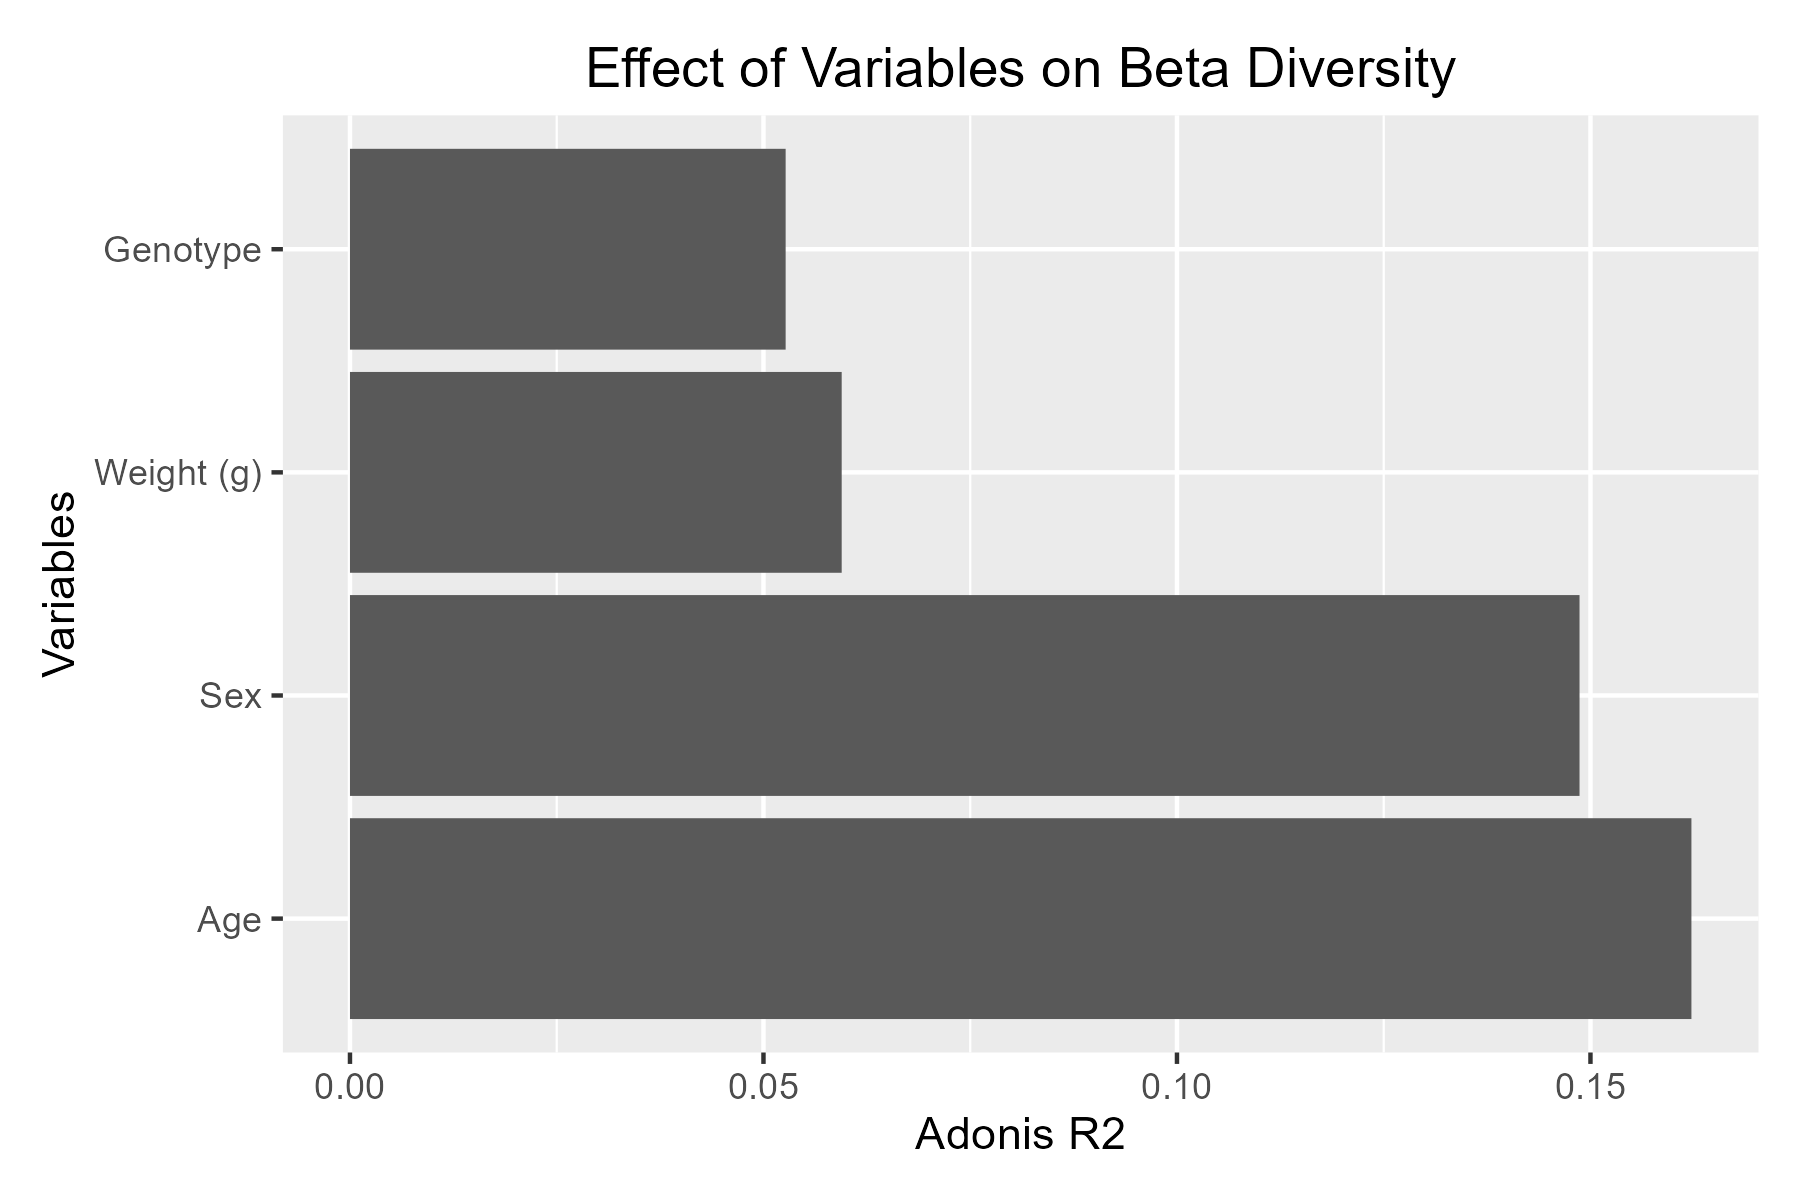 Effect of Variables on Beta Diversity
Genotype
Weight (g)
Sex
Age
Variables
0.00 0.05 0.10 0.15
Adonis R2